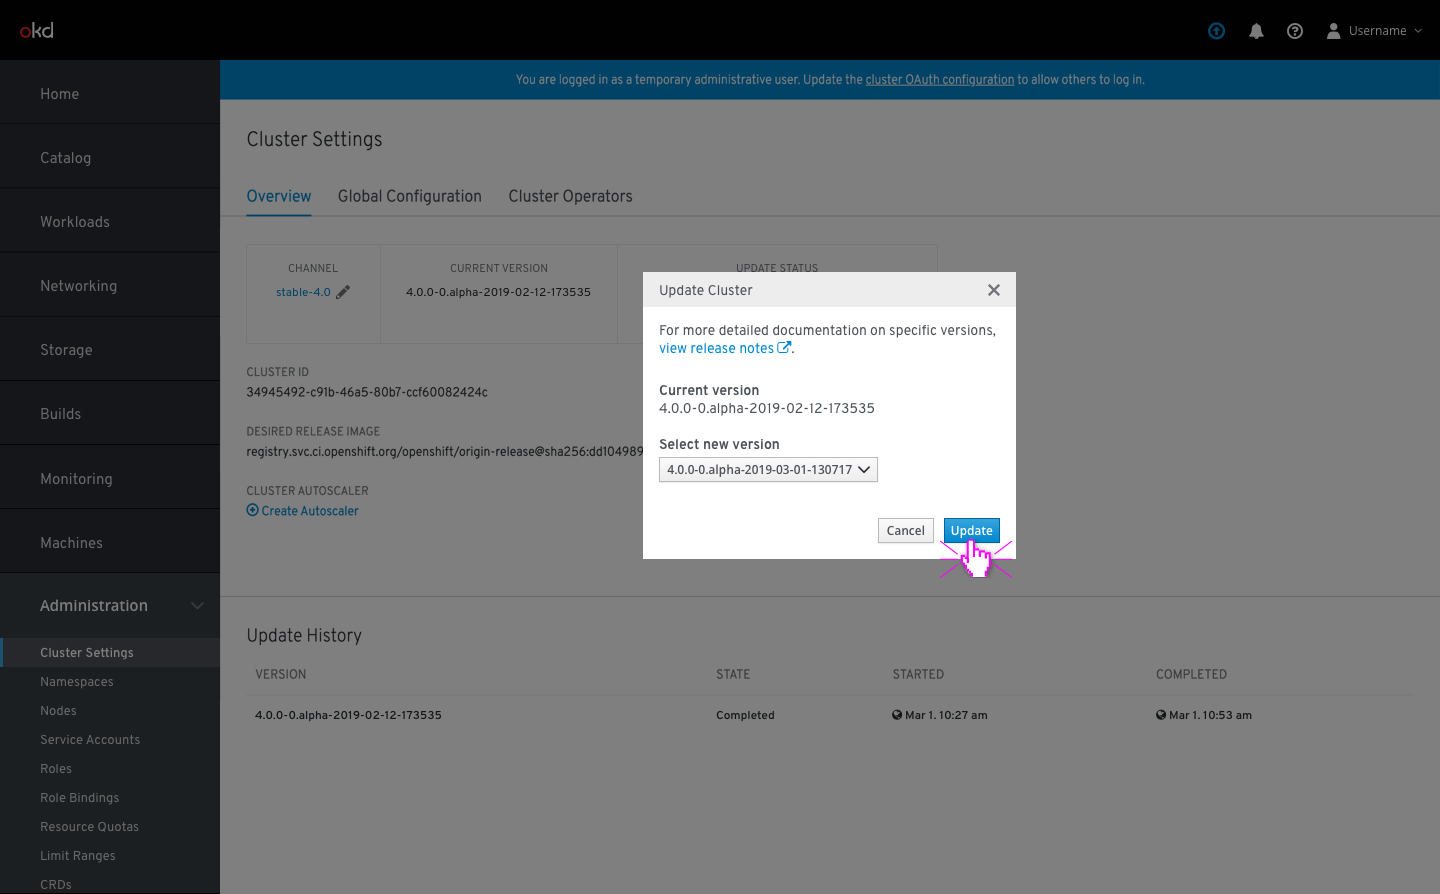 okd
Username
You are logged in as a temporary administrative user. Update the cluster OAuth configuration to allow others to log in.
Home
Catalog
Workloads
Networking
Storage
Builds
Monitoring
Machines
Administration
Cluster Settings
Namespaces
Nodes
Service Accounts
Roles
Role Bindings
Resource Quotas
Limit Ranges
CRDs
Cluster Settings
Overview Global Configuration Cluster Operators
CHANNEL CURRENT VERSION UPDATE STATUS
stable-4.0 4.0.0-0.alpha-2019-02-12-173535
CLUSTER ID
34945492-c91b-46a5-80b7-ccf60082424c
DESIRED RELEASE IMAGE
registry.svc.ci.openshift.org/openshift/origin-release@sha256:dd104989
CLUSTER AUTOSCALER
Create Autoscaler
Update Cluster
For more detailed documentation on specific versions,
view release notes.
Current version
4.0.0-0.alpha-2019-02-12-173535
Select new version
4.0.0-0.alpha-2019-03-01-130717
Cancel Update
Update History
VERSION STATE STARTED COMPLETED
4.0.0-0.alpha-2019-02-12-173535 Completed Mar 1. 10:27 am Mar 1. 10:53 am